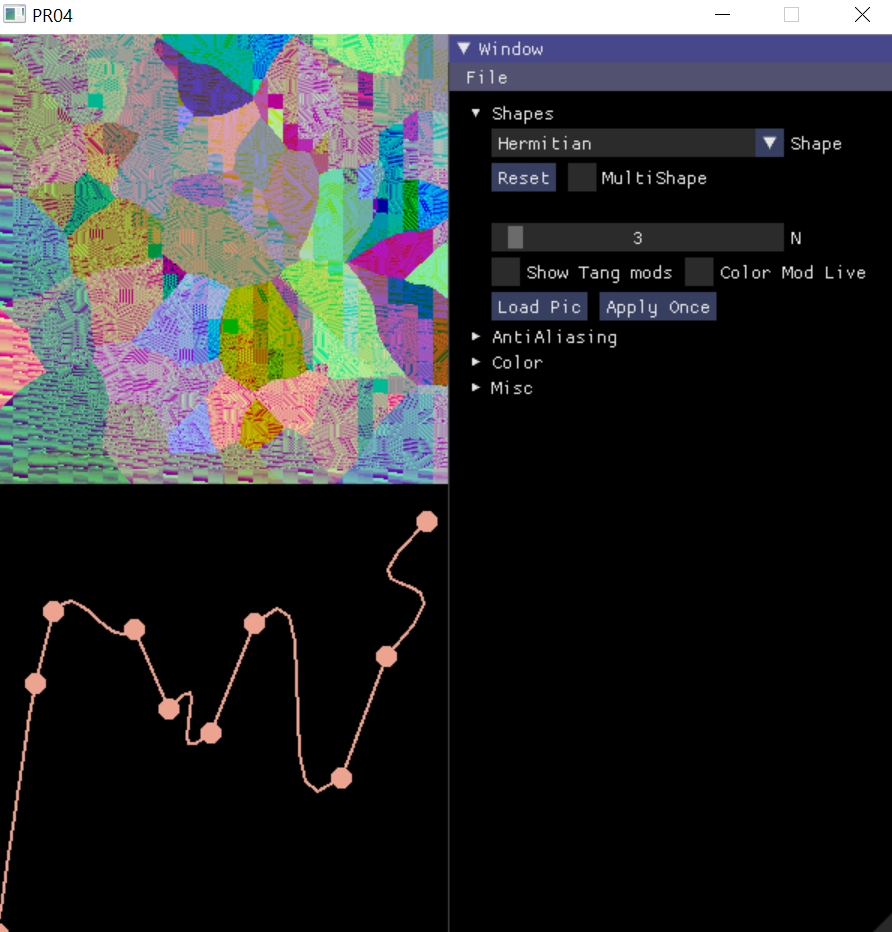 PR04
Window
File
Shapes
Hermitian Shape
Reset MultiShape
3 N
Show Tang mods Color Mod Live
Load Pic Apply Once
AntiAliasing
Color
Misc